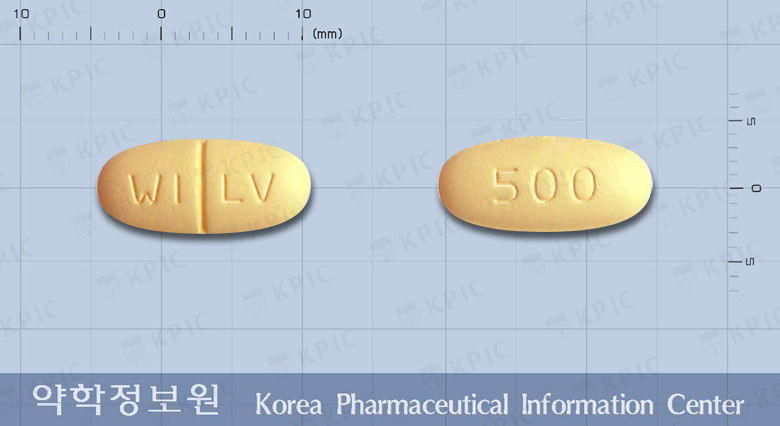 10 0 10
(mm)
WI LV
500
5
0
5
KPIC
약학정보원 Korea Pharmaceutical Information Center